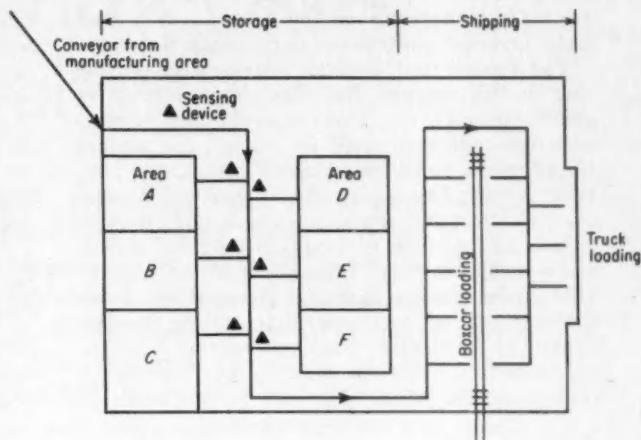 Storage
Shipping
Conveyor from
manufacturing area
Sensing
device
Area
A
Area
D
B
E
C
F
Boxcar loading
Truck
loading